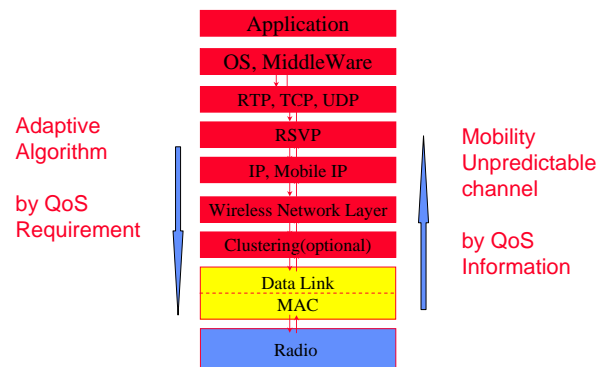 Application
OS, MiddleWare
RTP, TCP, UDP
RSVP
IP, Mobile IP
Wireless Network Layer
Clustering(optional)
Data Link
MAC
Radio
Adaptive
Algorithm
by QoS
Requirement
Mobility
Unpredictable
channel
by QoS
Information